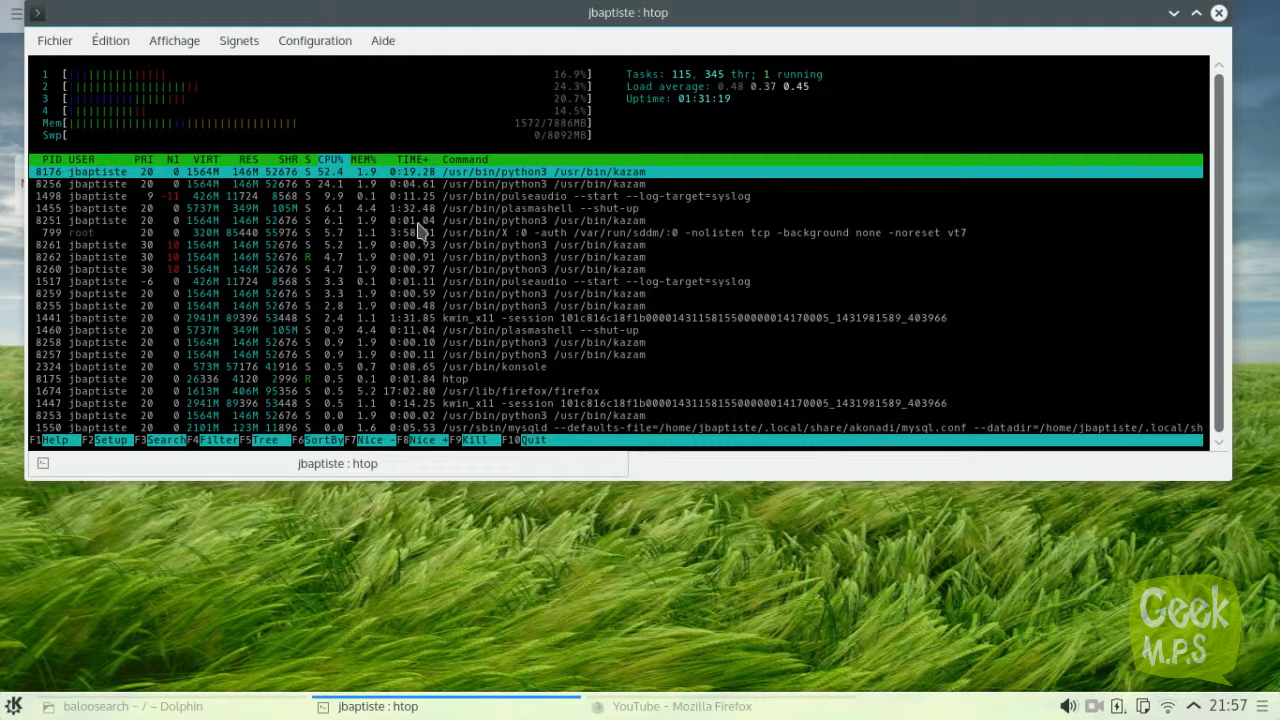 jbaptiste : htop
Fichier Édition Affichage Signets Configuration Aide
1 [ 16.9%] Tasks: 115, 345 thr; 1 running
2 [ 24.3%] Load average: 0.48 0.37 0.45
3 [ 20.7%] Uptime: 01:31:19
4 [ 14.5%]
Mem[ 1572/7886MB]
Swp[ 0/8092MB]
PID USER PRI NI VIRT RES SHR S CPU% MEM% TIME+ Command
8176 jbaptiste 20 0 1564M 146M 52676 S 52.4 1.9 0:19.28 /usr/bin/python3 /usr/bin/kazam
8256 jbaptiste 20 0 1564M 146M 52676 S 24.1 1.9 0:04.61 /usr/bin/python3 /usr/bin/kazam
1498 jbaptiste 9 -11 426M 11724 8568 S 9.9 0.1 0:11.25 /usr/bin/pulseaudio --start --log-target=syslog
1455 jbaptiste 20 0 5737M 349M 105M S 6.1 4.4 1:32.48 /usr/bin/plasmashell --shut-up
8251 jbaptiste 20 0 1564M 146M 52676 S 6.1 1.9 0:01.04 /usr/bin/python3 /usr/bin/kazam
799 root 20 0 320M 85440 55976 S 5.7 1.1 /usr/bin/X :0 -auth /var/run/sddm/:0 -nolisten tcp -background none -noreset vt7
8261 jbaptiste 30 10 1564M 146M 52676 S 5.2 1.9 0:00.93 /usr/bin/python3 /usr/bin/kazam
8262 jbaptiste 30 10 1564M 146M 52676 R 4.7 1.9 0:00.91 /usr/bin/python3 /usr/bin/kazam
8260 jbaptiste 30 10 1564M 146M 52676 S 4.7 1.9 0:00.97 /usr/bin/python3 /usr/bin/kazam
1517 jbaptiste -6 0 426M 11724 8568 S 3.3 0.1 0:01.11 /usr/bin/pulseaudio --start --log-target=syslog
8259 jbaptiste 20 0 1564M 146M 52676 S 3.3 1.9 0:00.59 /usr/bin/python3 /usr/bin/kazam
8255 jbaptiste 20 0 1564M 146M 52676 S 2.8 1.9 0:00.48 /usr/bin/python3 /usr/bin/kazam
1441 jbaptiste 20 0 2941M 89396 53448 S 2.4 1.1 1:31.85 kwin_x11 -session 101c816c18f1b0000143115815500000014170005_1431981589_403966
1460 jbaptiste 20 0 5737M 349M 105M S 0.9 4.4 0:11.04 /usr/bin/plasmashell --shut-up
8258 jbaptiste 20 0 1564M 146M 52676 S 0.9 1.9 0:00.10 /usr/bin/python3 /usr/bin/kazam
8257 jbaptiste 20 0 1564M 146M 52676 S 0.9 1.9 0:00.11 /usr/bin/python3 /usr/bin/kazam
2324 jbaptiste 20 0 573M 57176 41916 S 0.5 0.7 0:08.65 /usr/bin/konsole
8175 jbaptiste 20 0 26336 4120 2996 R 0.5 0.1 0:01.84 htop
1674 jbaptiste 20 0 1613M 406M 95356 S 0.5 5.2 17:02.80 /usr/lib/firefox/firefox
1447 jbaptiste 20 0 2941M 89396 53448 S 0.5 1.1 0:14.25 kwin_x11 -session 101c816c18f1b0000143115815500000014170005_1431981589_403966
8253 jbaptiste 20 0 1564M 146M 52676 S 0.0 1.9 0:00.02 /usr/bin/python3 /usr/bin/kazam
1550 jbaptiste 20 0 2101M 123M 11896 S 0.0 1.6 0:05.53 /usr/sbin/mysqld --defaults-file=/home/jbaptiste/.local/share/akonadi/mysql.conf --datadir=/home/jbaptiste/.local/sh
F1Help F2Setup F3SearchF4FilterF5Tree F6SortByF7Nice -F8Nice +F9Kill F10Quit
jbaptiste : htop
Geek
M.P.S
baloosearch - / – Dolphin jbaptiste : htop YouTube - Mozilla Firefox 21:57